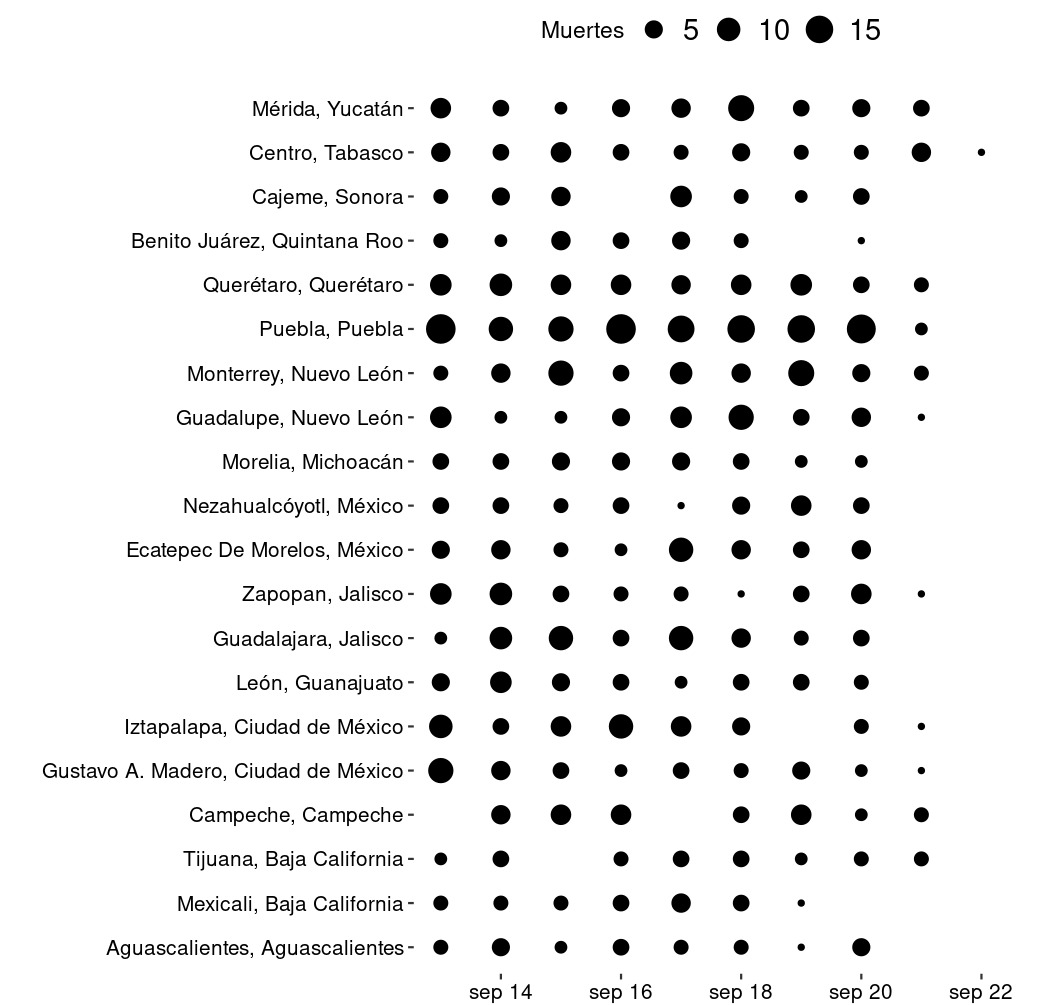 Muertes 5 10 15
Mérida, Yucatán
Centro, Tabasco
Cajeme, Sonora
Benito Juárez, Quintana Roo
Querétaro, Querétaro
Puebla, Puebla
Monterrey, Nuevo León
Guadalupe, Nuevo León
Morelia, Michoacán
Nezahualcóyotl, México
Ecatepec De Morelos, México
Zapopan, Jalisco
Guadalajara, Jalisco
León, Guanajuato
Iztapalapa, Ciudad de México
Gustavo A. Madero, Ciudad de México
Campeche, Campeche
Tijuana, Baja California
Mexicali, Baja California
Aguascalientes, Aguascalientes
sep 14 sep 16 sep 18 sep 20 sep 22